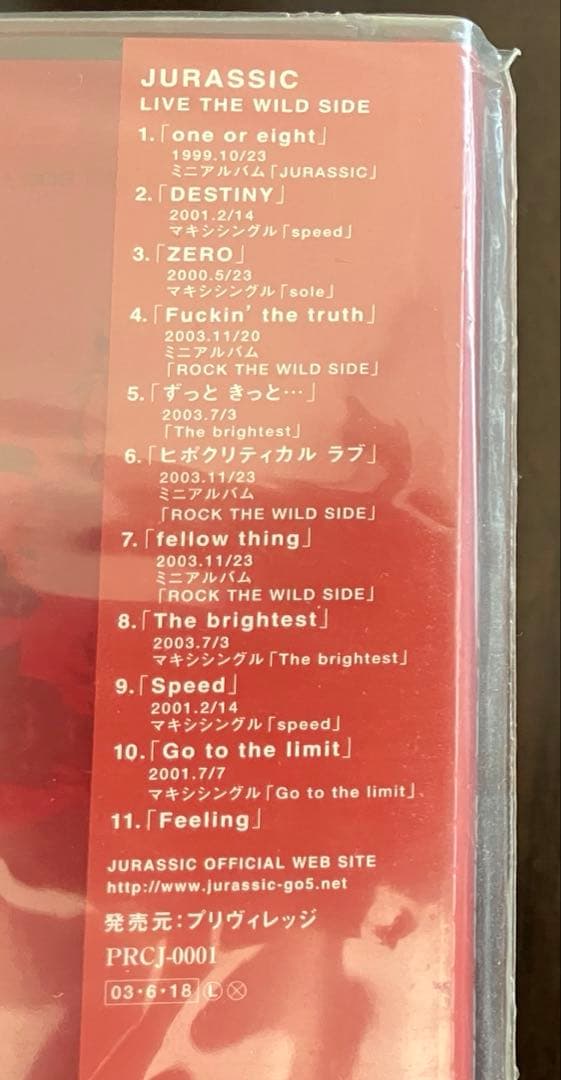 JURASSIC
LIVE THE WILD SIDE
1.「one or eight」
1999.10/23
ミニアルバム「JURASSIC」
2.「DESTINY」
2001.2/14
マキシシングル「speed」
3.「ZERO」
2000.5/23
マキシシングル「sole」
4.「Fuckin' the truth」
2003.11/20
ミニアルバム
「ROCK THE WILD SIDE」
5.「ずっと きっと…」
2003.7/3
「The brightest」
6.「ヒポクリティカル ラブ」
2003.11/23
ミニアルバム
「ROCK THE WILD SIDE」
7.「fellow thing」
2003.11/23
ミニアルバム
「ROCK THE WILD SIDE」
8.「The brightest」
2003.7/3
マキシシングル「The brightest」
9.「Speed」
2001.2/14
マキシシングル「speed」
10.「Go to the limit」
2001.7/7
マキシシングル「Go to the limit」
11.「Feeling」
JURASSIC OFFICIAL WEB SITE
http://www.jurassic-go5.net
発売元:プリヴィレッジ
PRCJ-0001
03・6・18 Ⓛ ⓧ